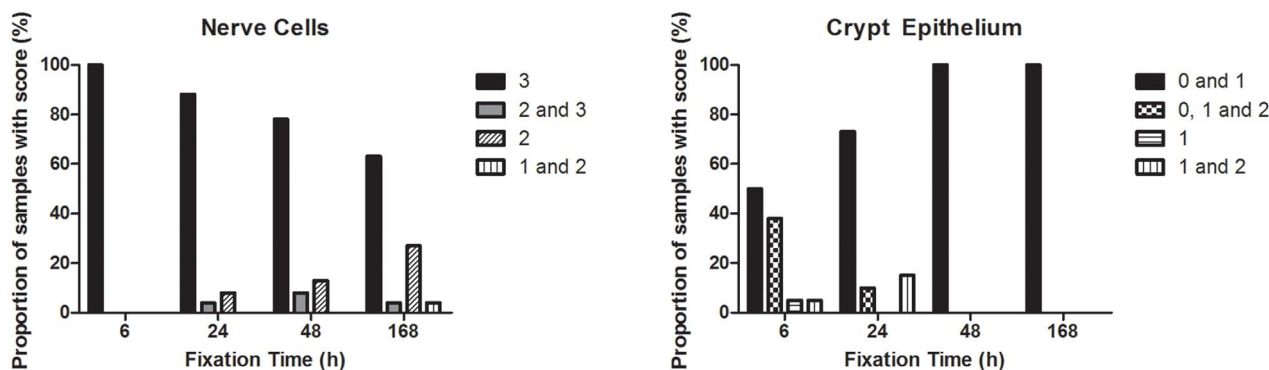 Nerve Cells
Proportion of samples with score (%)
100
80
60
40
20
0
6 24 48 168
Fixation Time (h)
3
2 and 3
2
1 and 2
Crypt Epithelium
Proportion of samples with score (%)
100
80
60
40
20
0
6 24 48 168
Fixation Time (h)
0 and 1
0, 1 and 2
1
1 and 2